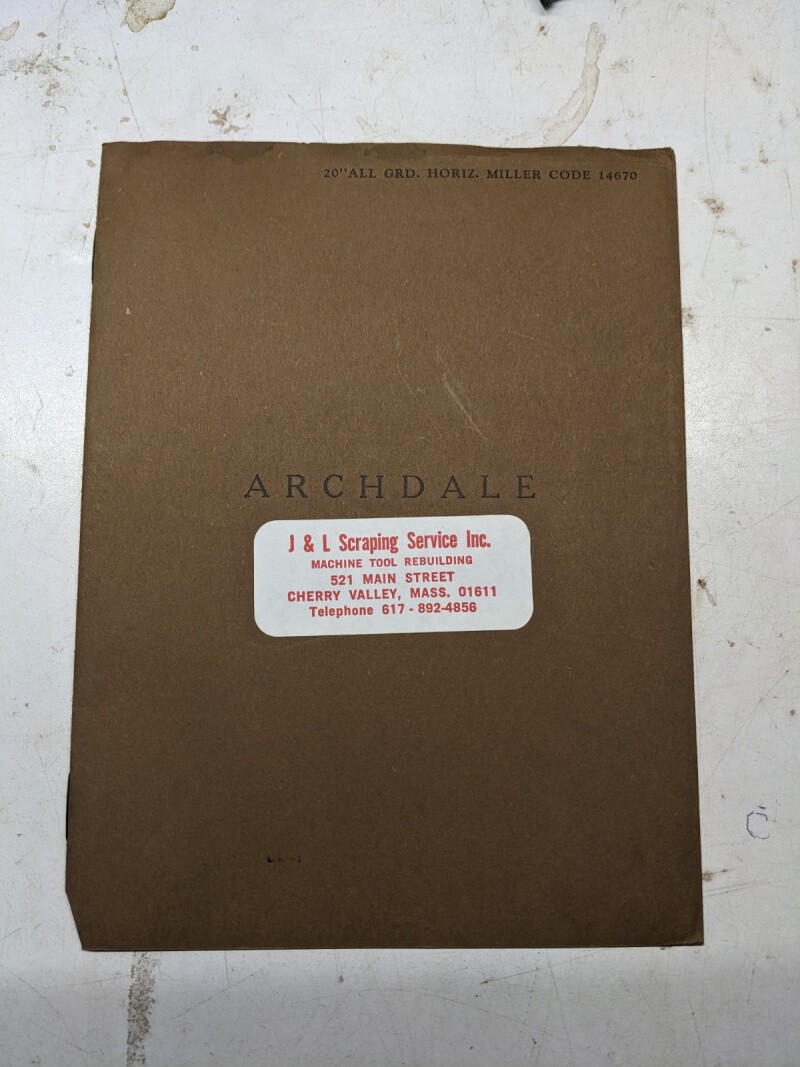 20"ALL GRD. HORIZ. MILLER CODE 14670
ARCHDALE
J & L Scraping Service Inc.
MACHINE TOOL REBUILDING
521 MAIN STREET
CHERRY VALLEY, MASS. 01611
Telephone 617 - 892-4856